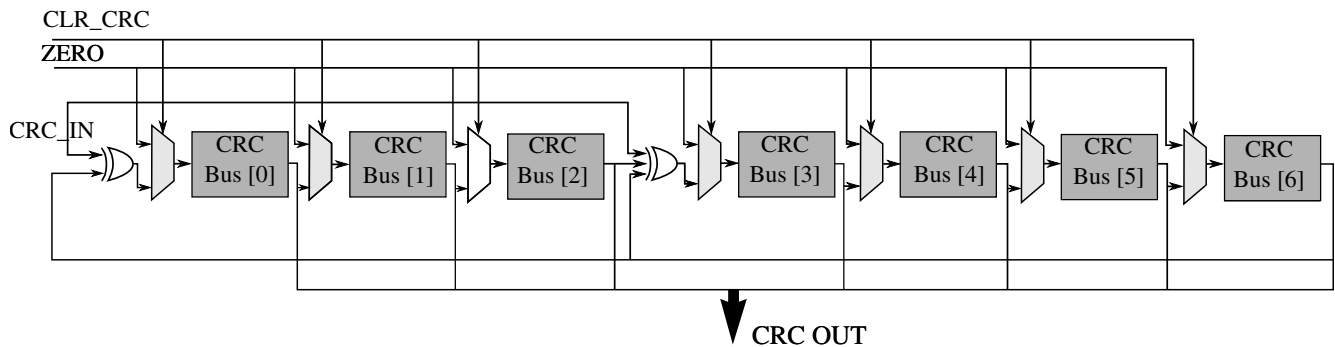 CLR_CRC
ZERO
CRC_IN
CRC
Bus [0]
CRC
Bus [1]
CRC
Bus [2]
CRC
Bus [3]
CRC
Bus [4]
CRC
Bus [5]
CRC
Bus [6]
CRC OUT